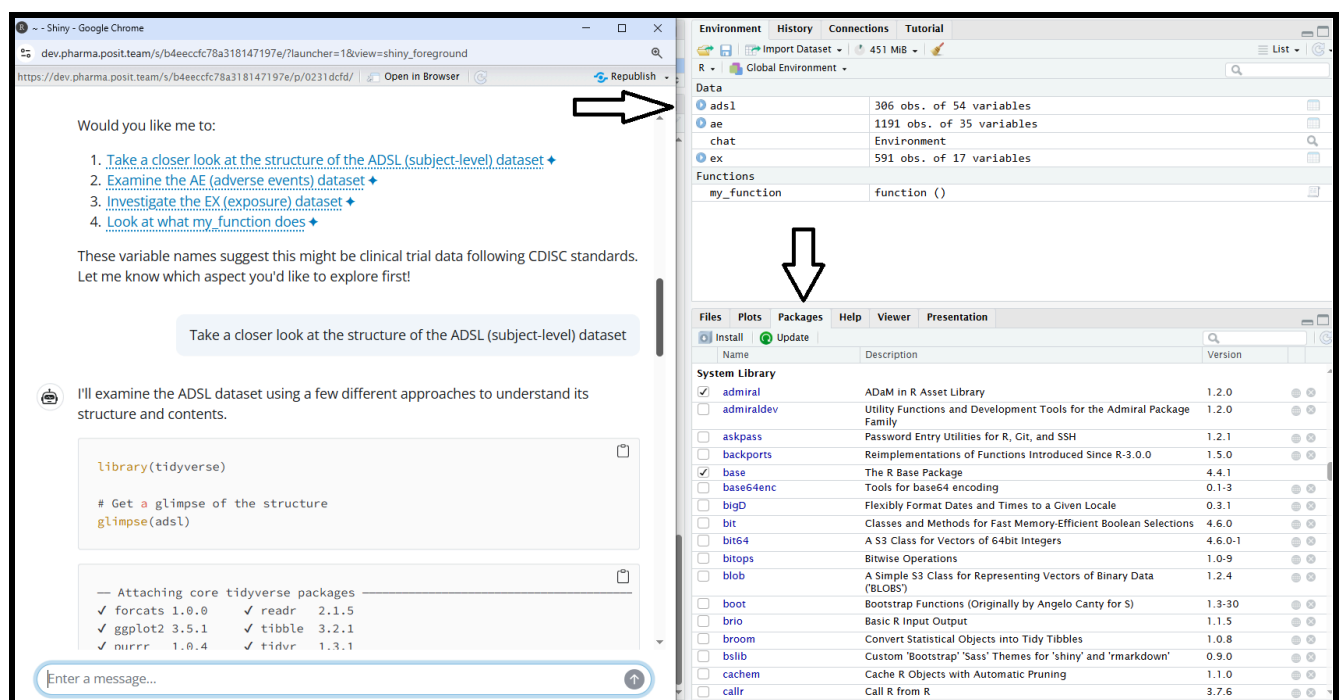 ~ - Shiny - Google Chrome
dev.pharma.posit.team/s/b4eeccfc78a318147197e/?launcher=1&view=shiny_foreground
https://dev.pharma.posit.team/s/b4eeccfc78a318147197e/p/0231dcfd/ Open in Browser Republish
Would you like me to:
1. Take a closer look at the structure of the ADSL (subject-level) dataset
2. Examine the AE (adverse events) dataset
3. Investigate the EX (exposure) dataset
4. Look at what my_function does
These variable names suggest this might be clinical trial data following CDISC standards.
Let me know which aspect you'd like to explore first!
Take a closer look at the structure of the ADSL (subject-level) dataset
I'll examine the ADSL dataset using a few different approaches to understand its
structure and contents.
library(tidyverse)
# Get a glimpse of the structure
glimpse(adsl)
── Attaching core tidyverse packages ──
✓ forcats 1.0.0 ✓ readr 2.1.5
✓ ggplot2 3.5.1 ✓ tibble 3.2.1
✓ purrr 1.0.4 ✓ tidyr 1.3.1
Enter a message...
Environment History Connections Tutorial
Import Dataset 451 MiB List
R Global Environment
Data
adsl 306 obs. of 54 variables
ae 1191 obs. of 35 variables
chat Environment
ex 591 obs. of 17 variables
Functions
my_function function ()
Files Plots Packages Help Viewer Presentation
Install Update
Name Description Version
System Library
admiral ADaM in R Asset Library 1.2.0
admiraldev Utility Functions and Development Tools for the Admiral Package 1.2.0
Family
askpass Password Entry Utilities for R, Git, and SSH 1.2.1
backports Reimplementations of Functions Introduced Since R-3.0.0 1.5.0
base The R Base Package 4.4.1
base64enc Tools for base64 encoding 0.1-3
bigD Flexibly Format Dates and Times to a Given Locale 0.3.1
bit Classes and Methods for Fast Memory-Efficient Boolean Selections 4.6.0
bit64 A S3 Class for Vectors of 64bit Integers 4.6.0-1
bitops Bitwise Operations 1.0-9
blob A Simple S3 Class for Representing Vectors of Binary Data 1.2.4
('BLOBS')
boot Bootstrap Functions (Originally by Angelo Canty for S) 1.3-30
brio Basic R Input Output 1.1.5
broom Convert Statistical Objects into Tidy Tibbles 1.0.8
bslib Custom 'Bootstrap' 'Sass' Themes for 'shiny' and 'rmarkdown' 0.9.0
cachem Cache R Objects with Automatic Pruning 1.1.0
callr Call R from R 3.7.6